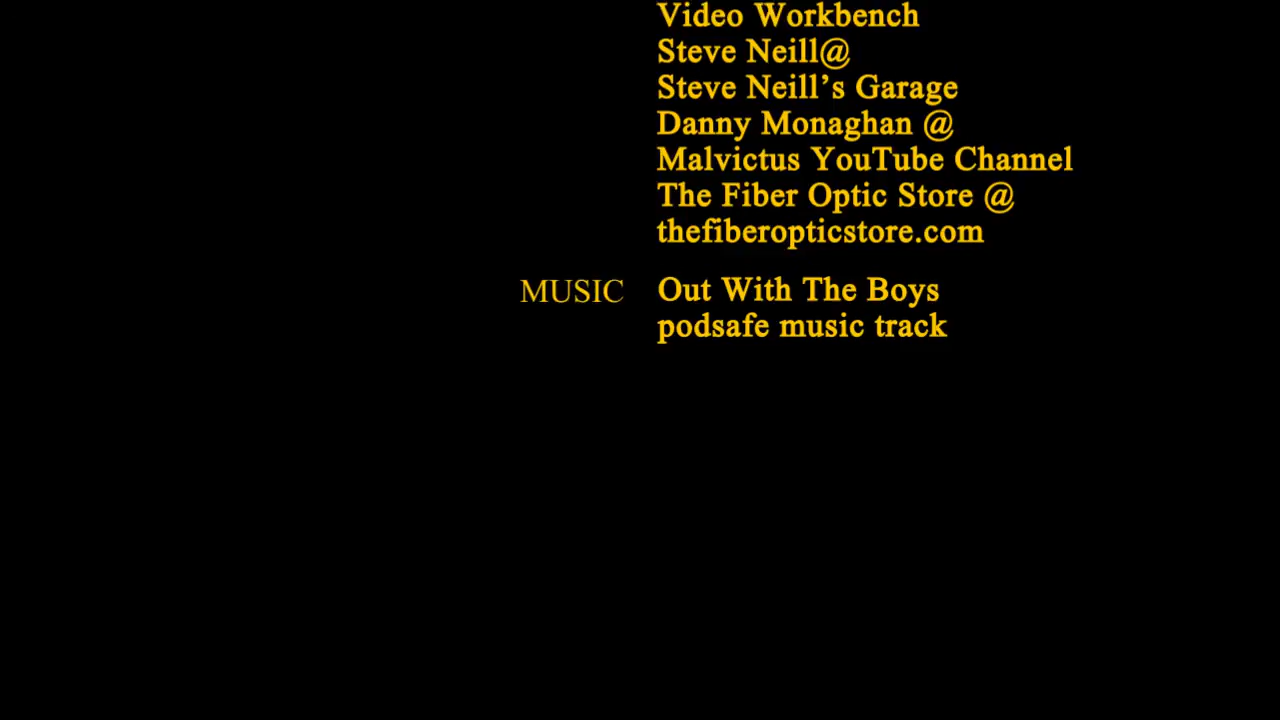 Video Workbench
Steve Neill@
Steve Neill’s Garage
Danny Monaghan @
Malvictus YouTube Channel
The Fiber Optic Store @
thefiberopticstore.com
MUSIC Out With The Boys
podsafe music track